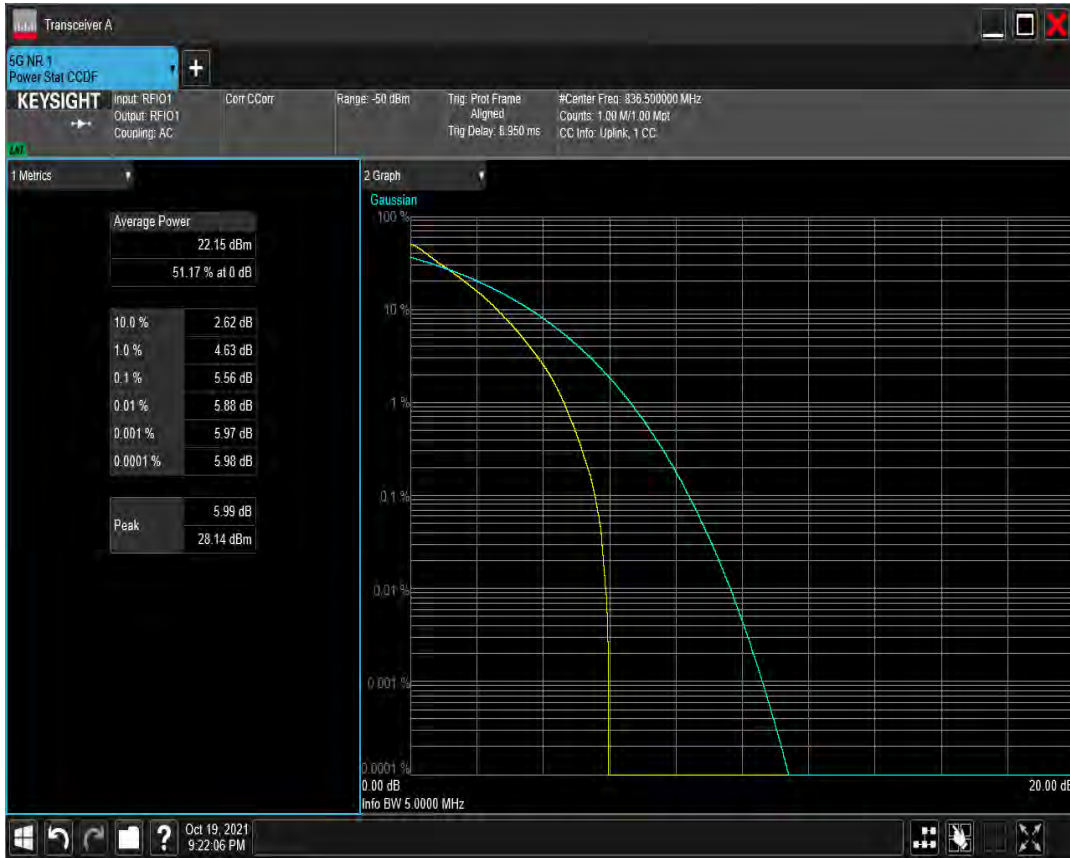 Transceiver A
5G NR 1
Power Stat CCDF
+
KEYSIGHT
Input: RFIO1
Output: RFIO1
Coupling: AC
Corr CCorr
Range: -50 dBm
Trig: Prot Frame
Aligned
Trig Delay: 8.950 ms
#Center Freq: 836.500000 MHz
Counts: 1.00 M/1.00 Mpt
CC Info: Uplink, 1 CC
1 Metrics
Average Power
22.15 dBm
51.17 % at 0 dB
10.0 % 2.62 dB
1.0 % 4.63 dB
0.1 % 5.56 dB
0.01 % 5.88 dB
0.001 % 5.97 dB
0.0001 % 5.98 dB
Peak
5.99 dB
28.14 dBm
2 Graph
Gaussian
100 %
10 %
1 %
0.1 %
0.01 %
0.001 %
0.0001 %
0.00 dB
20.00 dB
Info BW 5.0000 MHz
?
Oct 19, 2021
9:22:06 PM